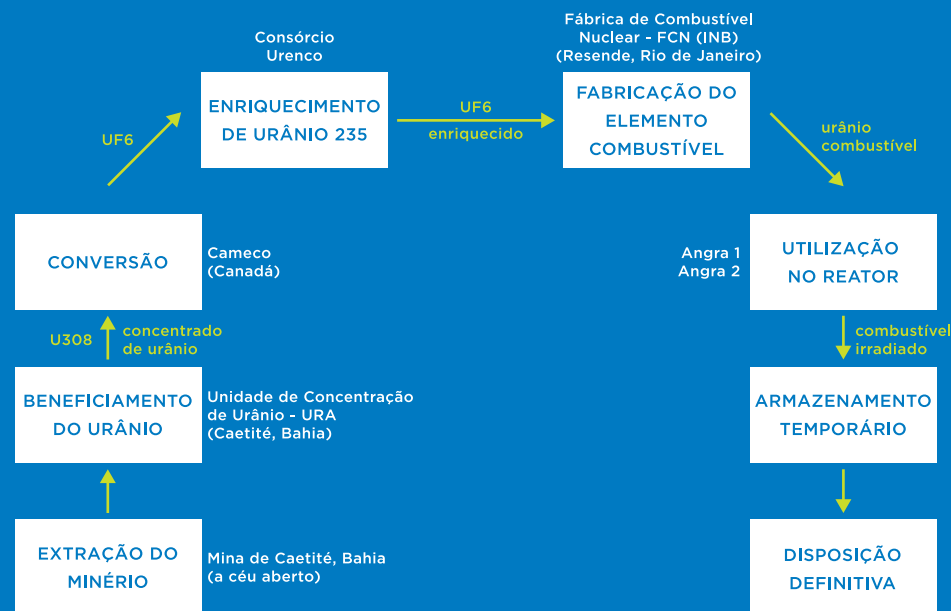 Fábrica de Combustível
Nuclear - FCN (INB)
(Resende, Rio de Janeiro)
Consórcio
Urenco
ENRIQUECIMENTO
DE URÂNIO 235
UF6
enriquecido
FABRICAÇÃO DO
ELEMENTO
COMBUSTÍVEL
UF6
urânio
combustível
CONVERSÃO
Cameco
(Canadá)
Angra 1
Angra 2
UTILIZAÇÃO
NO REATOR
U308
concentrado
de urânio
combustível
irradiado
BENEFICIAMENTO
DO URÂNIO
Unidade de Concentração
de Urânio - URA
(Caetité, Bahia)
ARMAZENAMENTO
TEMPORÁRIO
EXTRAÇÃO DO
MINÉRIO
Mina de Caetité, Bahia
(a céu aberto)
DISPOSIÇÃO
DEFINITIVA